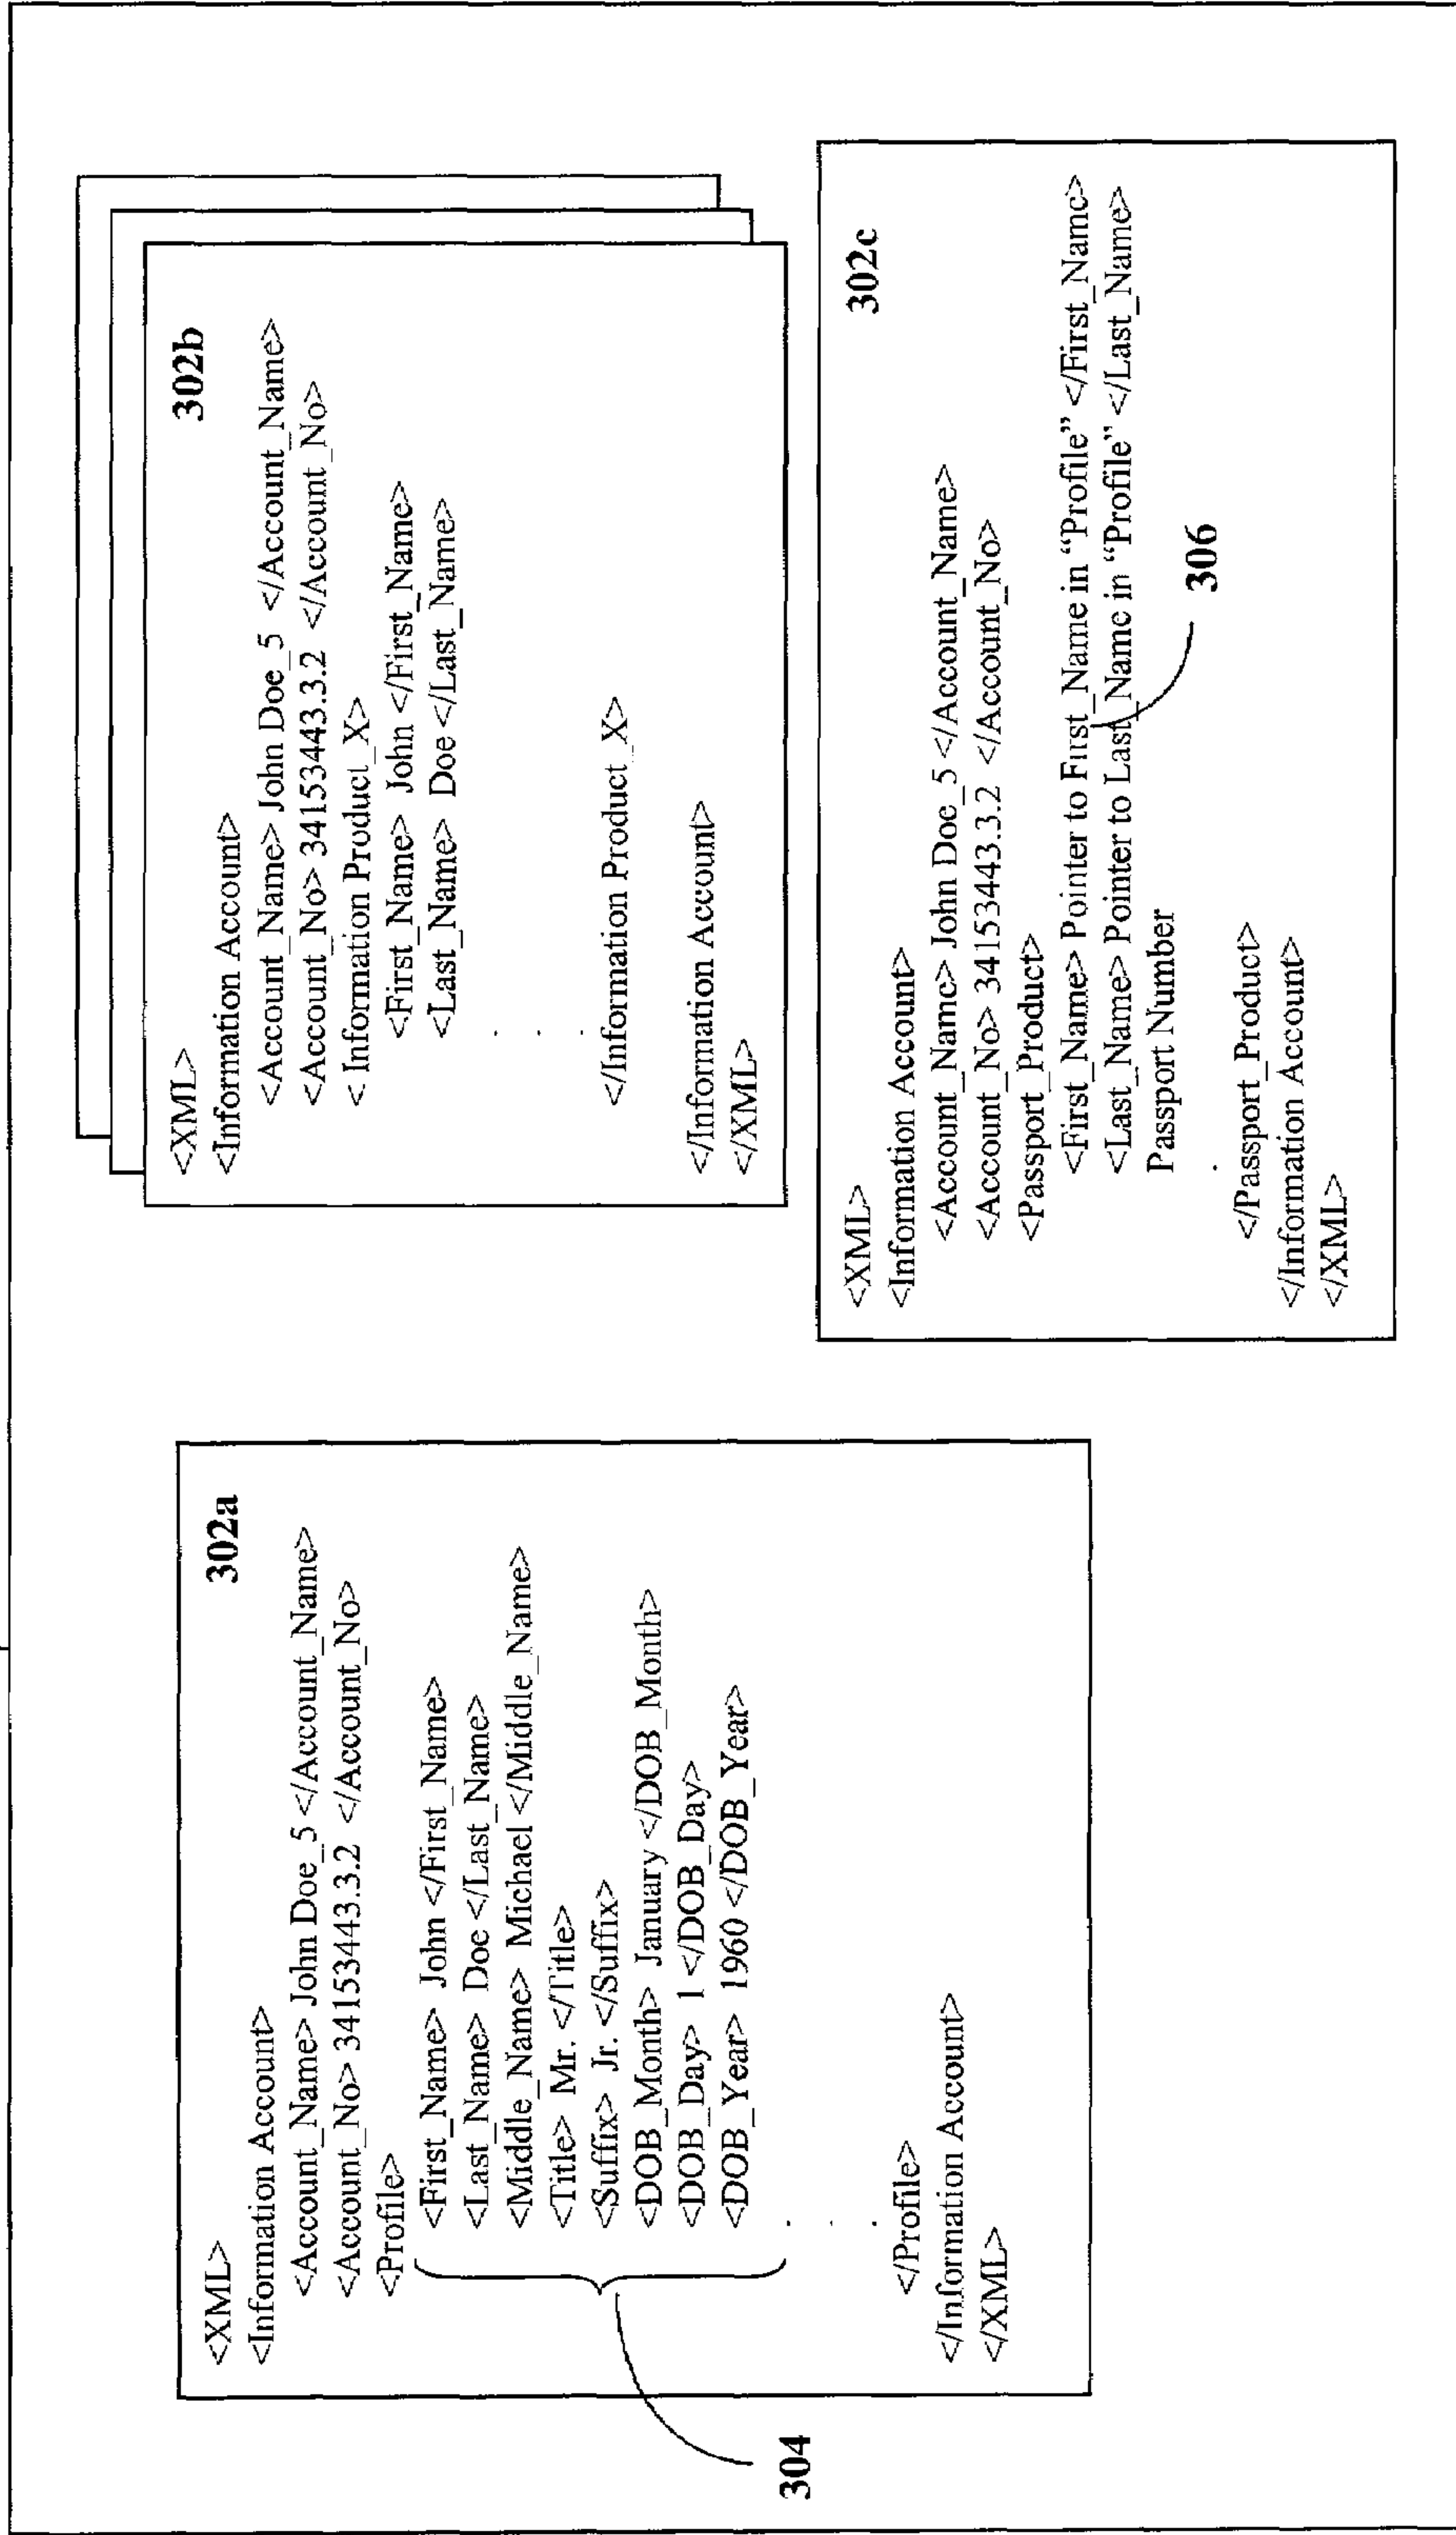 302a
<XML>
<Information Account>
<Account_Name> John Doe_5 </Account_Name>
<Account_No> 34153443.3.2 </Account_No>
<Profile>
<First_Name> John </First_Name>
<Last_Name> Doe </Last_Name>
<Middle_Name> Michael </Middle_Name>
<Title> Mr. </Title>
<Suffix> Jr. </Suffix>
<DOB_Month> January </DOB_Month>
<DOB_Day> 1 </DOB_Day>
<DOB_Year> 1960 </DOB_Year>
.
.
.
</Profile>
</Information Account>
</XML>
304
302b
<XML>
<Information Account>
<Account_Name> John Doe_5 </Account_Name>
<Account_No> 34153443.3.2 </Account_No>
< Information Product_X>
<First_Name> John </First_Name>
<Last_Name> Doe </Last_Name>
.
.
.
</Information Product_X>
</Information Account>
</XML>
302c
<XML>
<Information Account>
<Account_Name> John Doe_5 </Account_Name>
<Account_No> 34153443.3.2 </Account_No>
<Passport_Product>
<First_Name> Pointer to First_Name in “Profile” </First_Name>
<Last_Name> Pointer to Last_Name in “Profile” </Last_Name>
Passport Number
.
</Passport_Product>
</Information Account>
</XML>
306